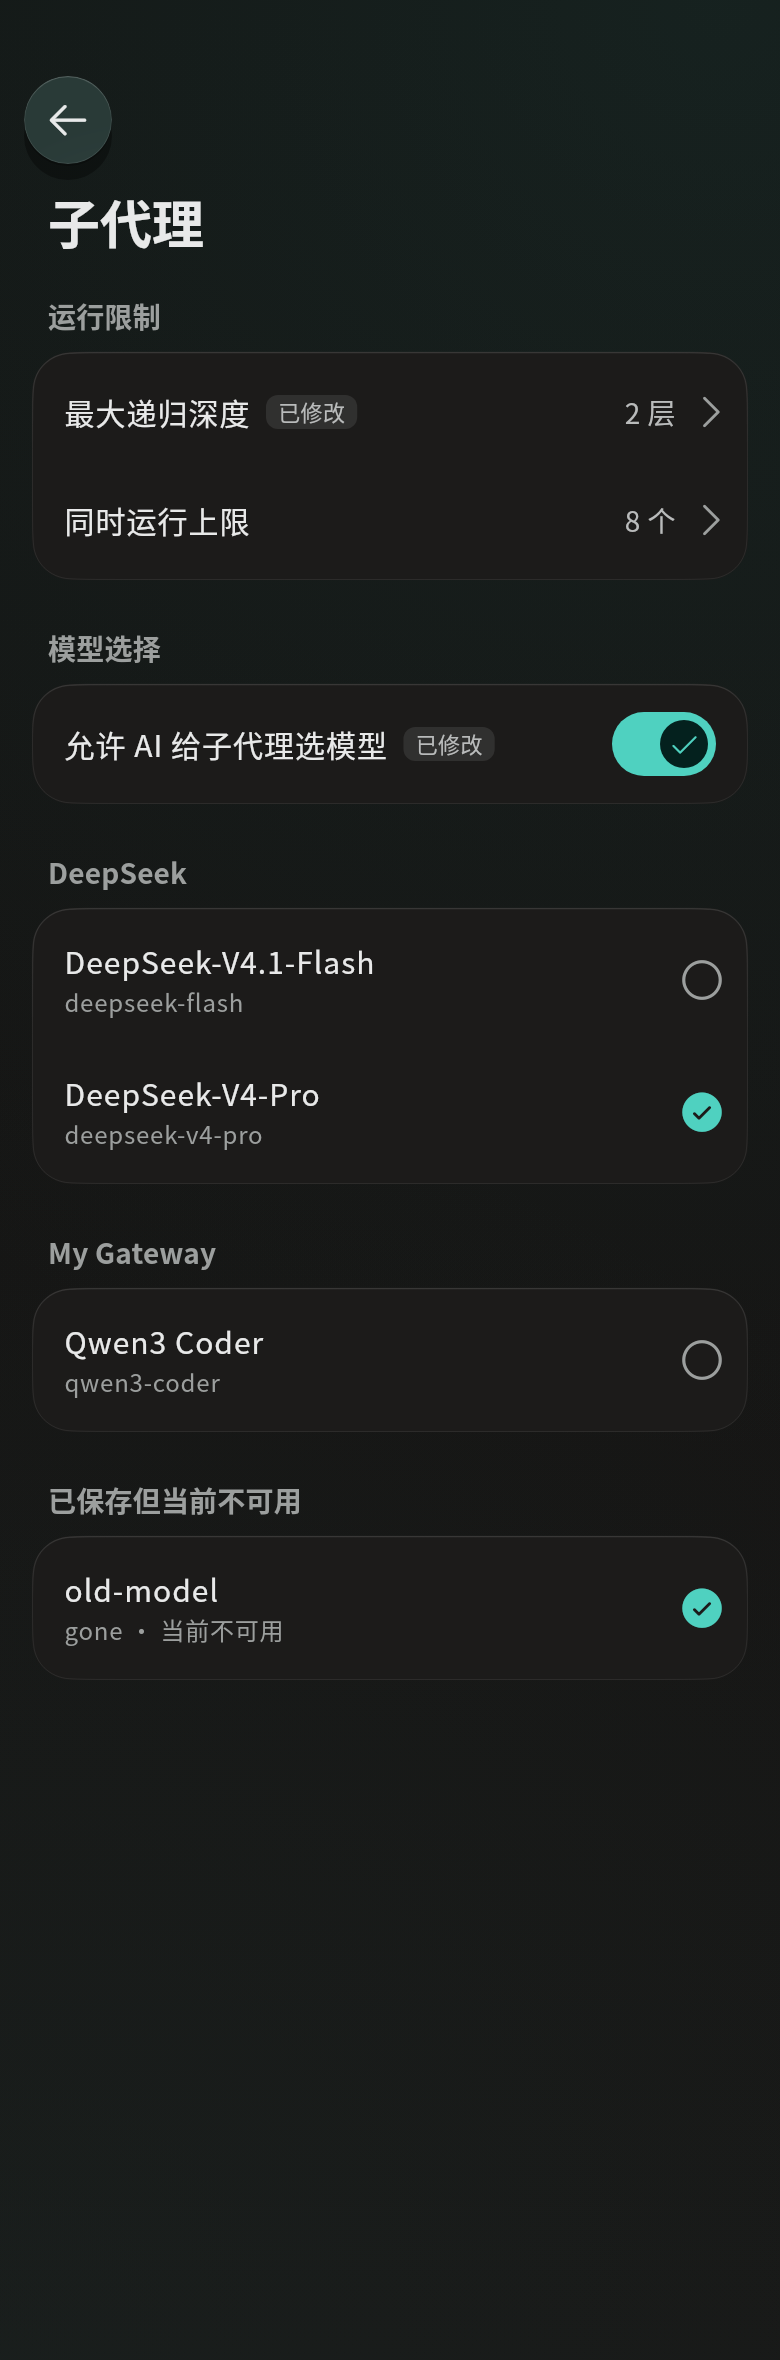 子代理
运行限制
最大递归深度 已修改 2 层
同时运行上限 8 个
模型选择
允许 AI 给子代理选模型 已修改
DeepSeek
DeepSeek-V4.1-Flash
deepseek-flash
DeepSeek-V4-Pro
deepseek-v4-pro
My Gateway
Qwen3 Coder
qwen3-coder
已保存但当前不可用
old-model
gone · 当前不可用